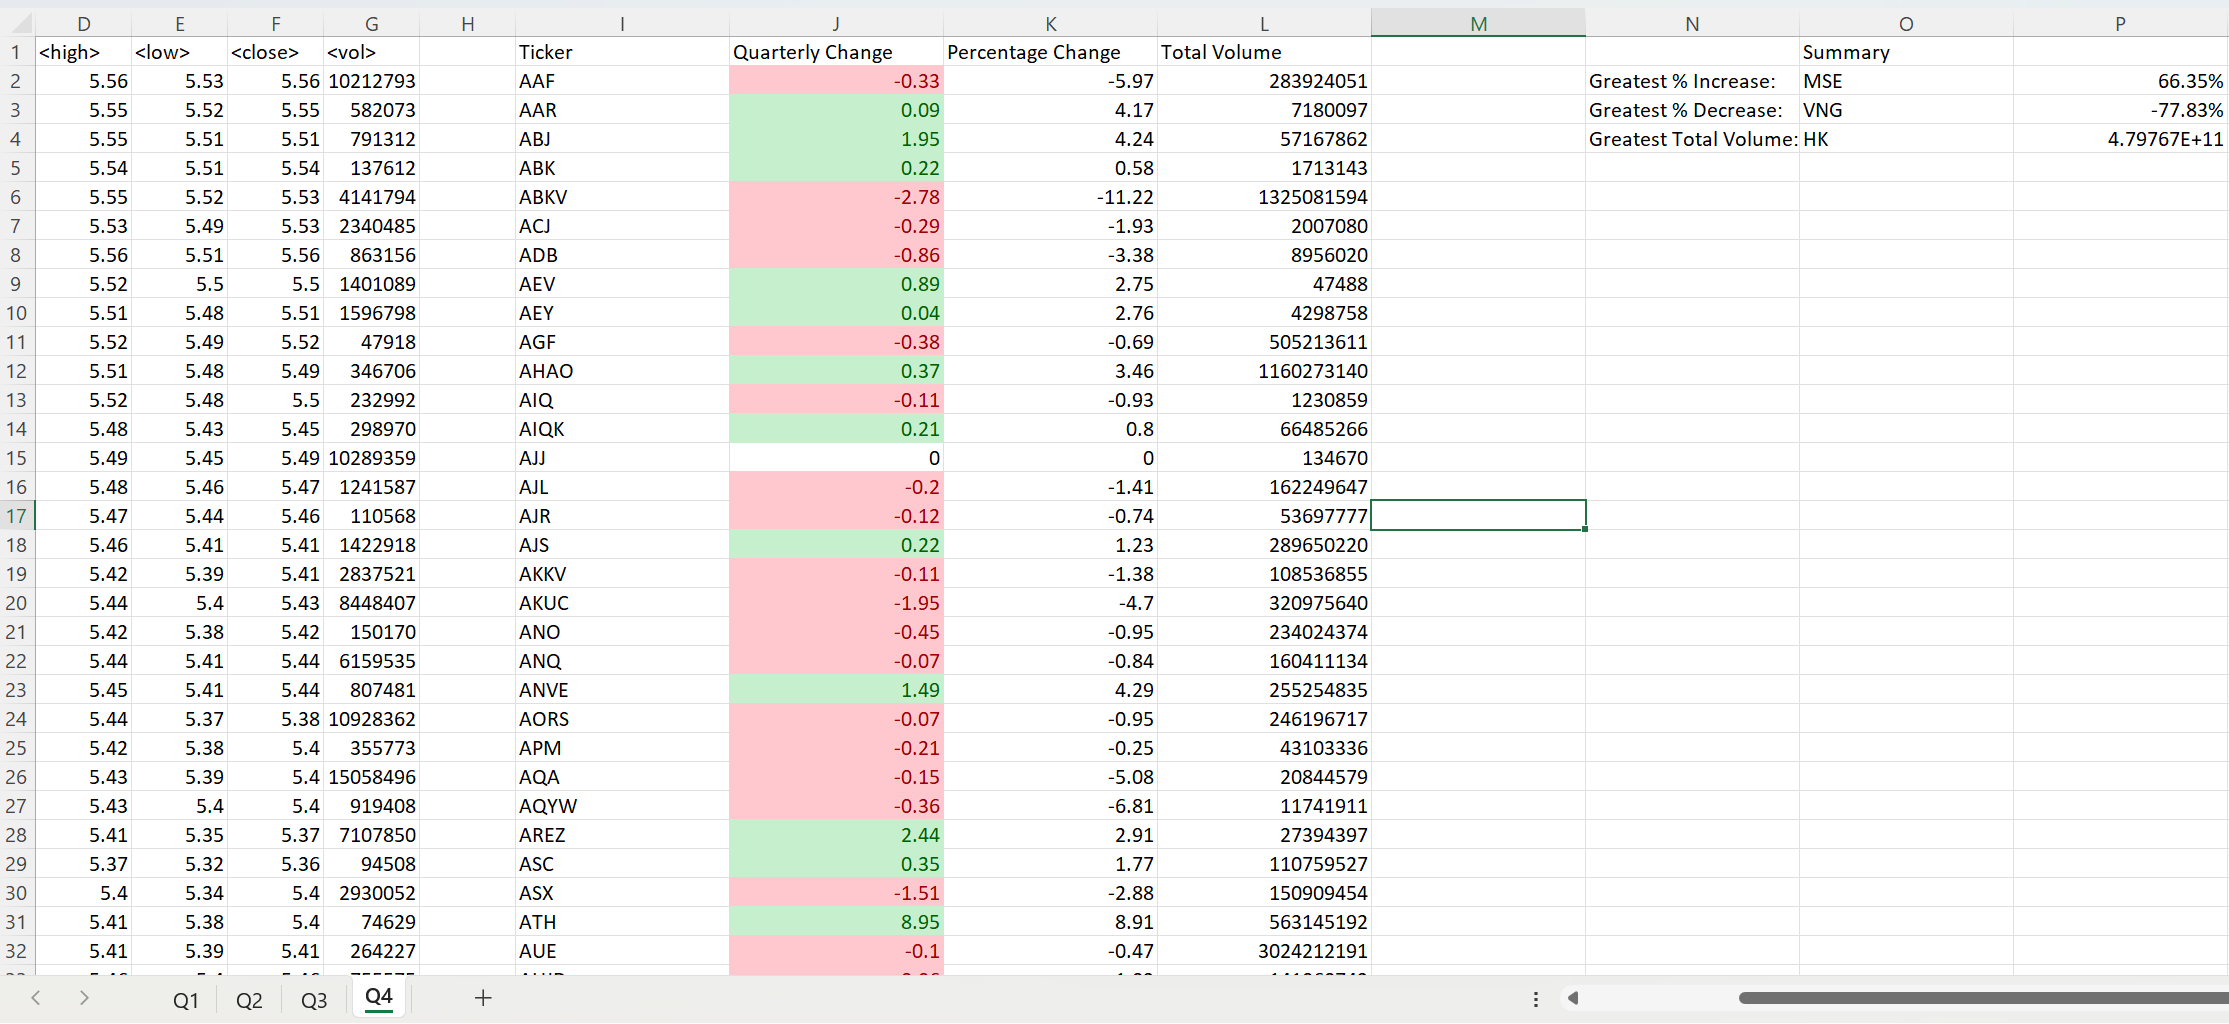 D E F G H I J K L M N O P
1 <high> <low> <close> <vol> Ticker Quarterly Change Percentage Change Total Volume Summary
2 5.56 5.53 5.56 10212793 AAF -0.33 -5.97 283924051 Greatest % Increase: MSE 66.35%
3 5.55 5.52 5.55 582073 AAR 0.09 4.17 7180097 Greatest % Decrease: VNG -77.83%
4 5.55 5.51 5.51 791312 ABJ 1.95 4.24 57167862 Greatest Total Volume: HK 4.79767E+11
5 5.54 5.51 5.54 137612 ABK 0.22 0.58 1713143
6 5.55 5.52 5.53 4141794 ABKV -2.78 -11.22 1325081594
7 5.53 5.49 5.53 2340485 ACJ -0.29 -1.93 2007080
8 5.56 5.51 5.56 863156 ADB -0.86 -3.38 8956020
9 5.52 5.5 5.5 1401089 AEV 0.89 2.75 47488
10 5.51 5.48 5.51 1596798 AEY 0.04 2.76 4298758
11 5.52 5.49 5.52 47918 AGF -0.38 -0.69 505213611
12 5.51 5.48 5.49 346706 AHAO 0.37 3.46 1160273140
13 5.52 5.48 5.5 232992 AIQ -0.11 -0.93 1230859
14 5.48 5.43 5.45 298970 AIQK 0.21 0.8 66485266
15 5.49 5.45 5.49 10289359 AJJ 0 0 134670
16 5.48 5.46 5.47 1241587 AJL -0.2 -1.41 162249647
17 5.47 5.44 5.46 110568 AJR -0.12 -0.74 53697777
18 5.46 5.41 5.41 1422918 AJS 0.22 1.23 289650220
19 5.42 5.39 5.41 2837521 AKKV -0.11 -1.38 108536855
20 5.44 5.4 5.43 8448407 AKUC -1.95 -4.7 320975640
21 5.42 5.38 5.42 150170 ANO -0.45 -0.95 234024374
22 5.44 5.41 5.44 6159535 ANQ -0.07 -0.84 160411134
23 5.45 5.41 5.44 807481 ANVE 1.49 4.29 255254835
24 5.44 5.37 5.38 10928362 AORS -0.07 -0.95 246196717
25 5.42 5.38 5.4 355773 APM -0.21 -0.25 43103336
26 5.43 5.39 5.4 15058496 AQA -0.15 -5.08 20844579
27 5.43 5.4 5.4 919408 AQYW -0.36 -6.81 11741911
28 5.41 5.35 5.37 7107850 AREZ 2.44 2.91 27394397
29 5.37 5.32 5.36 94508 ASC 0.35 1.77 110759527
30 5.4 5.34 5.4 2930052 ASX -1.51 -2.88 150909454
31 5.41 5.38 5.4 74629 ATH 8.95 8.91 563145192
32 5.41 5.39 5.41 264227 AUE -0.1 -0.47 3024212191
Q1 Q2 Q3 Q4